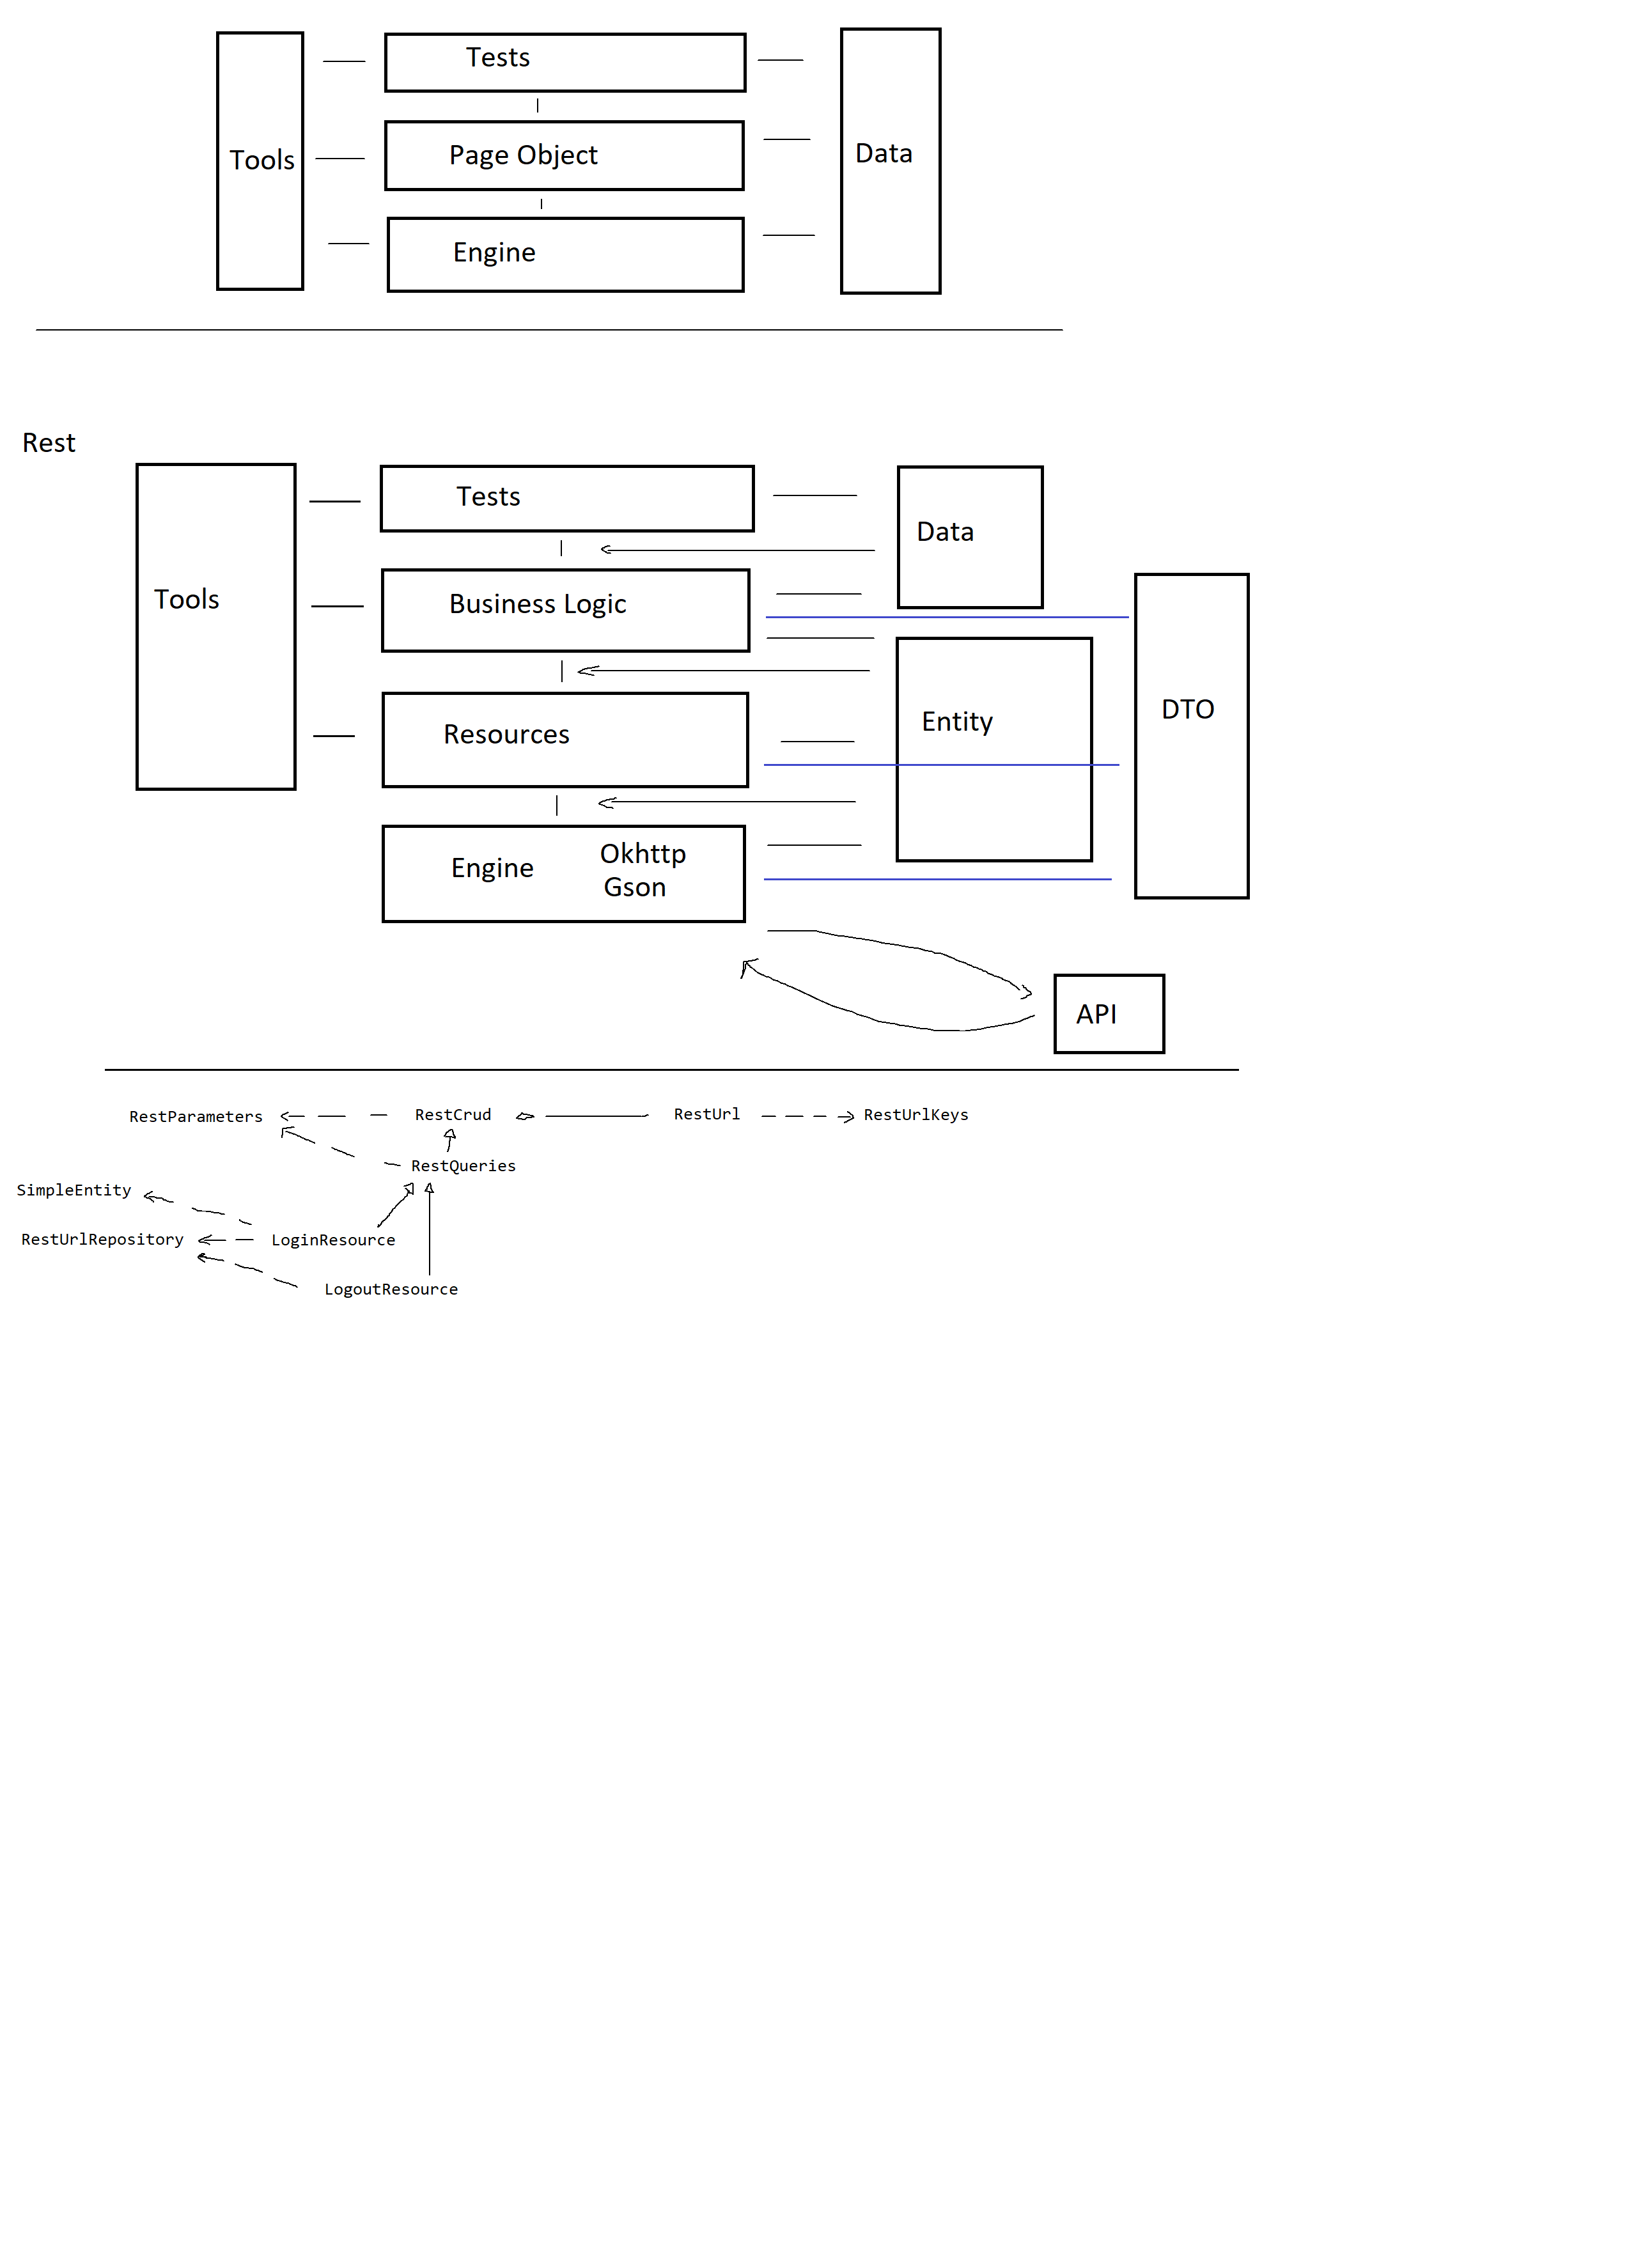 Tests
Tools
Page Object
Data
Engine
Rest
Tests
Data
Tools
Business Logic
DTO
Entity
Resources
Engine
Okhttp
Gson
API
RestParameters
RestCrud
RestUrl
RestUrlKeys
RestQueries
SimpleEntity
RestUrlRepository
LoginResource
LogoutResource